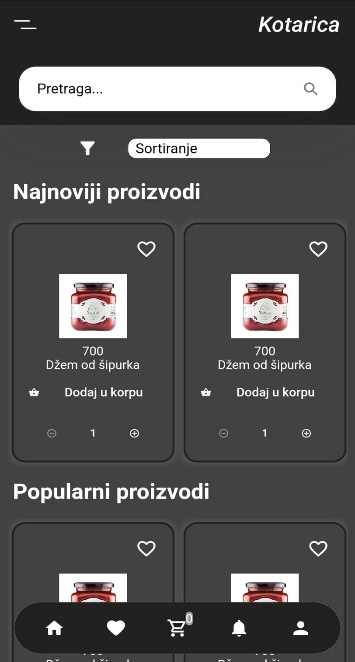 Kotarica
Pretraga...
Sortiranje
Najnoviji proizvodi
700
Džem od šipurka
Dodaj u korpu
1
700
Džem od šipurka
Dodaj u korpu
1
Popularni proizvodi
0